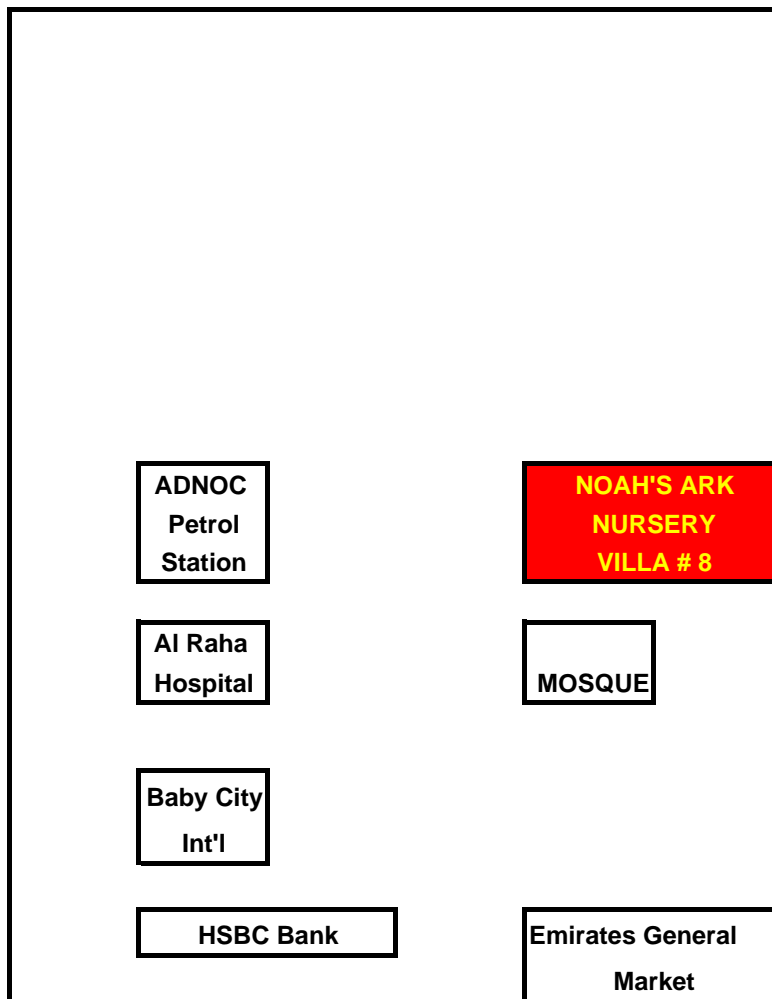 ADNOC
Petrol
Station
NOAH'S ARK
NURSERY
VILLA # 8
Al Raha
Hospital
MOSQUE
Baby City
Int'l
HSBC Bank
Emirates General
Market